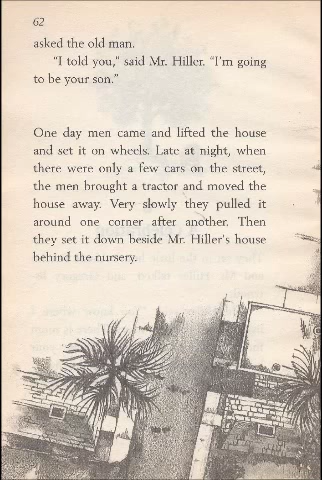 62
asked the old man.
"I told you," said Mr. Hiller. "I'm going
to be your son."
One day men came and lifted the house
and set it on wheels. Late at night, when
there were only a few cars on the street,
the men brought a tractor and moved the
house away. Very slowly they pulled it
around one corner after another. Then
they set it down beside Mr. Hiller's house
behind the nursery.